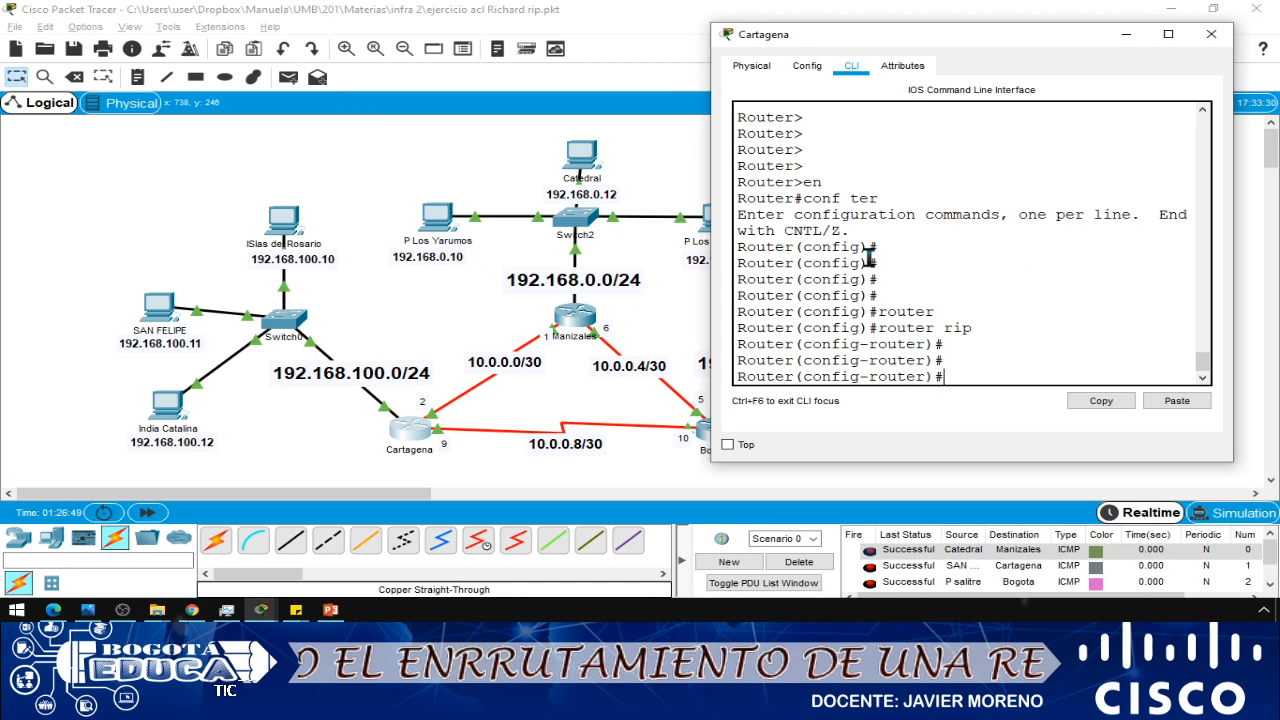 Cisco Packet Tracer - C:\Users\user\Dropbox\Manuela\UMB\201\Materias\infra 2\ejercicio acl Richard rip.pkt
File Edit Options View Tools Extensions Help
Logical Physical x: 738, y: 246
17:33:30
Cartagena
Physical Config CLI Attributes
IOS Command Line Interface
Router>
Router>
Router>
Router>
Router>en
Router#conf ter
Enter configuration commands, one per line. End
with CNTL/Z.
Router(config)#
Router(config)#
Router(config)#
Router(config)#
Router(config)#router
Router(config)#router rip
Router(config-router)#
Router(config-router)#
Router(config-router)#
Ctrl+F6 to exit CLI focus
Copy Paste
Top
Catedral
192.168.0.12
P Los Yarumos
192.168.0.10
Switch2
P Los
192.
ISlas del Rosario
192.168.100.10
192.168.0.0/24
SAN FELIPE
192.168.100.11
Switch0
1 Manizales 6
10.0.0.0/30
10.0.0.4/30
192.168.100.0/24
India Catalina
192.168.100.12
2
9
Cartagena
10.0.0.8/30
5
10
Bo
Time: 01:26:49
Realtime Simulation
Copper Straight-Through
Scenario 0
New Delete
Toggle PDU List Window
Fire Last Status Source Destination Type Color Time(sec) Periodic Num
Successful Catedral Manizales ICMP 0.000 N 0
Successful SAN ... Cartagena ICMP 0.000 N 1
Successful P salitre Bogota ICMP 0.000 N 2
BOGOTÁ
EDUCA
TIC
O EL ENRRUTAMIENTO DE UNA RE
DOCENTE: JAVIER MORENO
CISCO